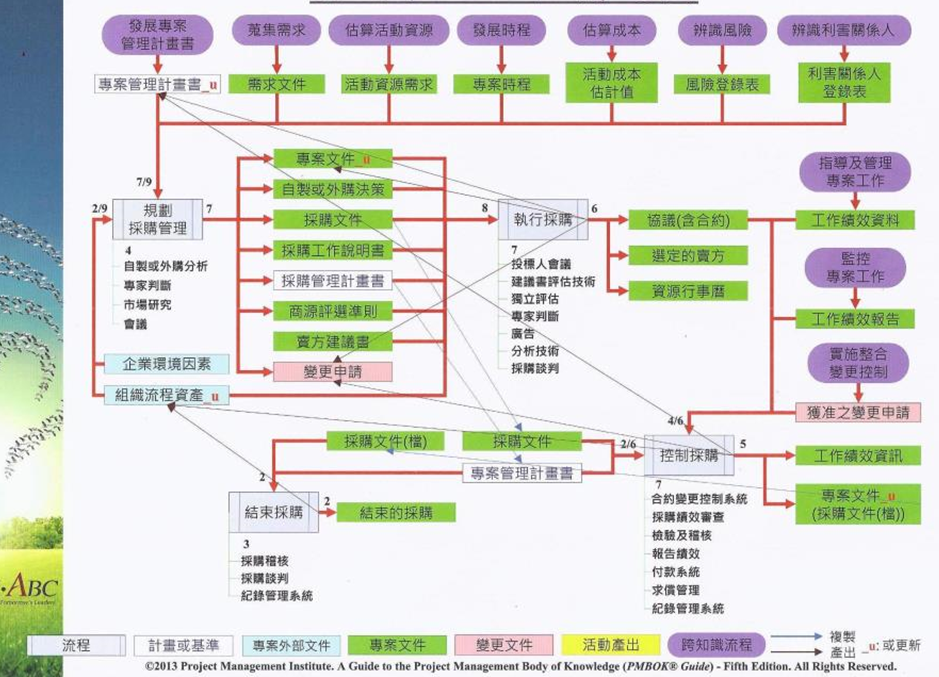 發展專案
管理計畫書
蒐集需求
估算活動資源
發展時程
估算成本
辨識風險
辨識利害關係人
專案管理計畫書_u
需求文件
活動資源需求
專案時程
活動成本
估計值
風險登錄表
利害關係人
登錄表
7/9
2/9
規劃
採購管理
7
4
自製或外購分析
專家判斷
市場研究
會議
企業環境因素
組織流程資產_u
專案文件_u
自製或外購決策
採購文件
採購工作說明書
採購管理計畫書
商源評選準則
賣方建議書
變更申請
8
執行採購
6
7
投標人會議
建議書評估技術
獨立評估
專家判斷
廣告
分析技術
採購談判
協議(含合約)
選定的賣方
資源行事曆
指導及管理
專案工作
工作績效資料
監控
專案工作
工作績效報告
實施整合
變更控制
獲准之變更申請
4/6
採購文件(檔)
採購文件
專案管理計畫書
2/6
控制採購
5
7
合約變更控制系統
採購績效審查
檢驗及稽核
報告績效
付款系統
求償管理
紀錄管理系統
工作績效資訊
專案文件_u
(採購文件(檔))
2
結束採購
2
結束的採購
3
採購稽核
採購談判
紀錄管理系統
ABC
Tomorrow's Leaders
流程
計畫或基準
專案外部文件
專案文件
變更文件
活動產出
跨知識流程
複製
產出
_u: 或更新
©2013 Project Management Institute. A Guide to the Project Management Body of Knowledge (PMBOK® Guide) - Fifth Edition. All Rights Reserved.